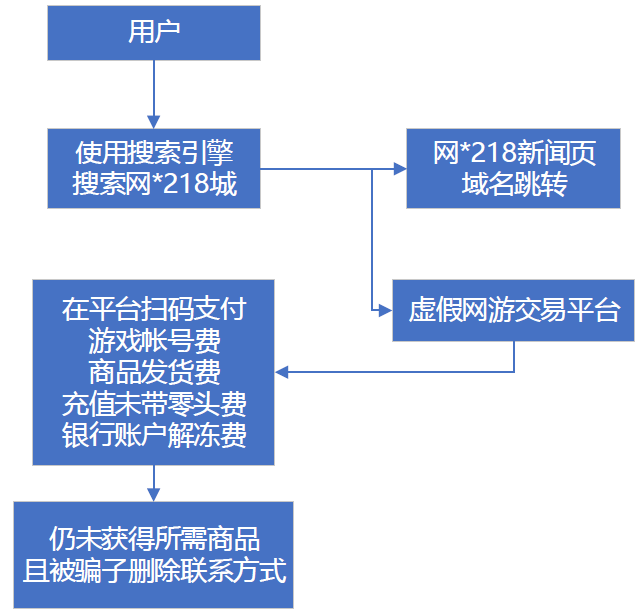 用户
使用搜索引擎
搜索网*218城
网*218新闻页
域名跳转
虚假网游交易平台
在平台扫码支付
游戏帐号费
商品发货费
充值未带零头费
银行账户解冻费
仍未获得所需商品
且被骗子删除联系方式